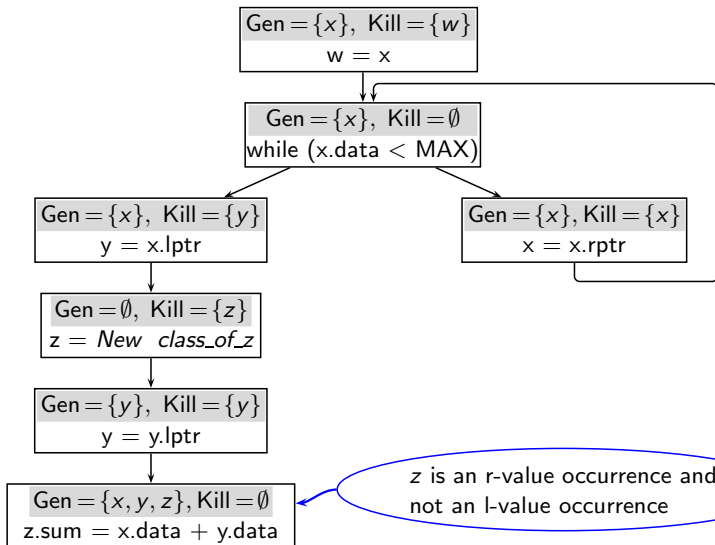 Gen = {x}, Kill = {w}
w = x
Gen = {x}, Kill = ∅
while (x.data < MAX)
Gen = {x}, Kill = {y}
y = x.lptr
Gen = {x}, Kill = {x}
x = x.rptr
Gen = ∅, Kill = {z}
z = New class_of_z
Gen = {y}, Kill = {y}
y = y.lptr
Gen = {x, y, z}, Kill = ∅
z.sum = x.data + y.data
z is an r-value occurrence and
not an l-value occurrence